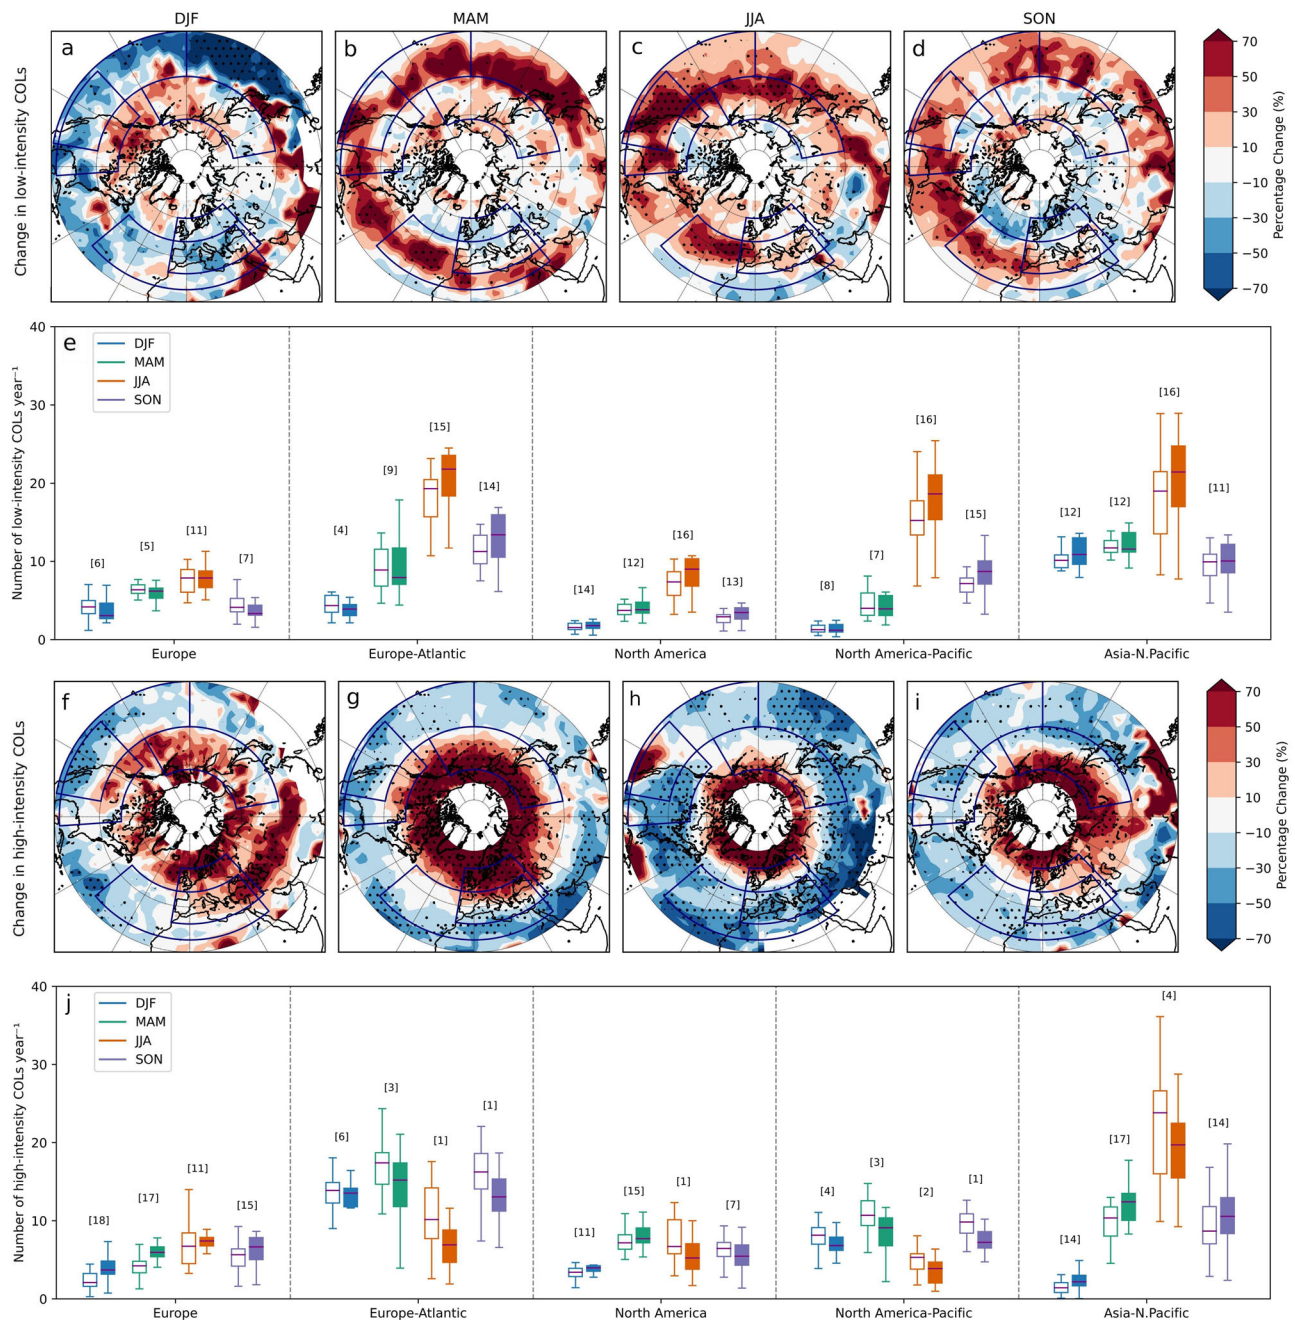 DJF
MAM
JJA
SON
a
b
c
d
Change in low-intensity COLs
70
50
30
10
−10
−30
−50
−70
Percentage Change (%)
e
DJF
MAM
JJA
SON
Number of low-intensity COLs year⁻¹
40
30
20
10
0
[6]
[5]
[11]
[7]
[4]
[9]
[15]
[14]
[14]
[12]
[16]
[13]
[8]
[7]
[16]
[15]
[12]
[12]
[16]
[11]
Europe
Europe-Atlantic
North America
North America-Pacific
Asia-N.Pacific
f
g
h
i
Change in high-intensity COLs
70
50
30
10
−10
−30
−50
−70
Percentage Change (%)
j
DJF
MAM
JJA
SON
Number of high-intensity COLs year⁻¹
40
30
20
10
0
[18]
[17]
[11]
[15]
[6]
[3]
[1]
[1]
[11]
[15]
[1]
[7]
[4]
[3]
[2]
[1]
[14]
[17]
[4]
[14]
Europe
Europe-Atlantic
North America
North America-Pacific
Asia-N.Pacific